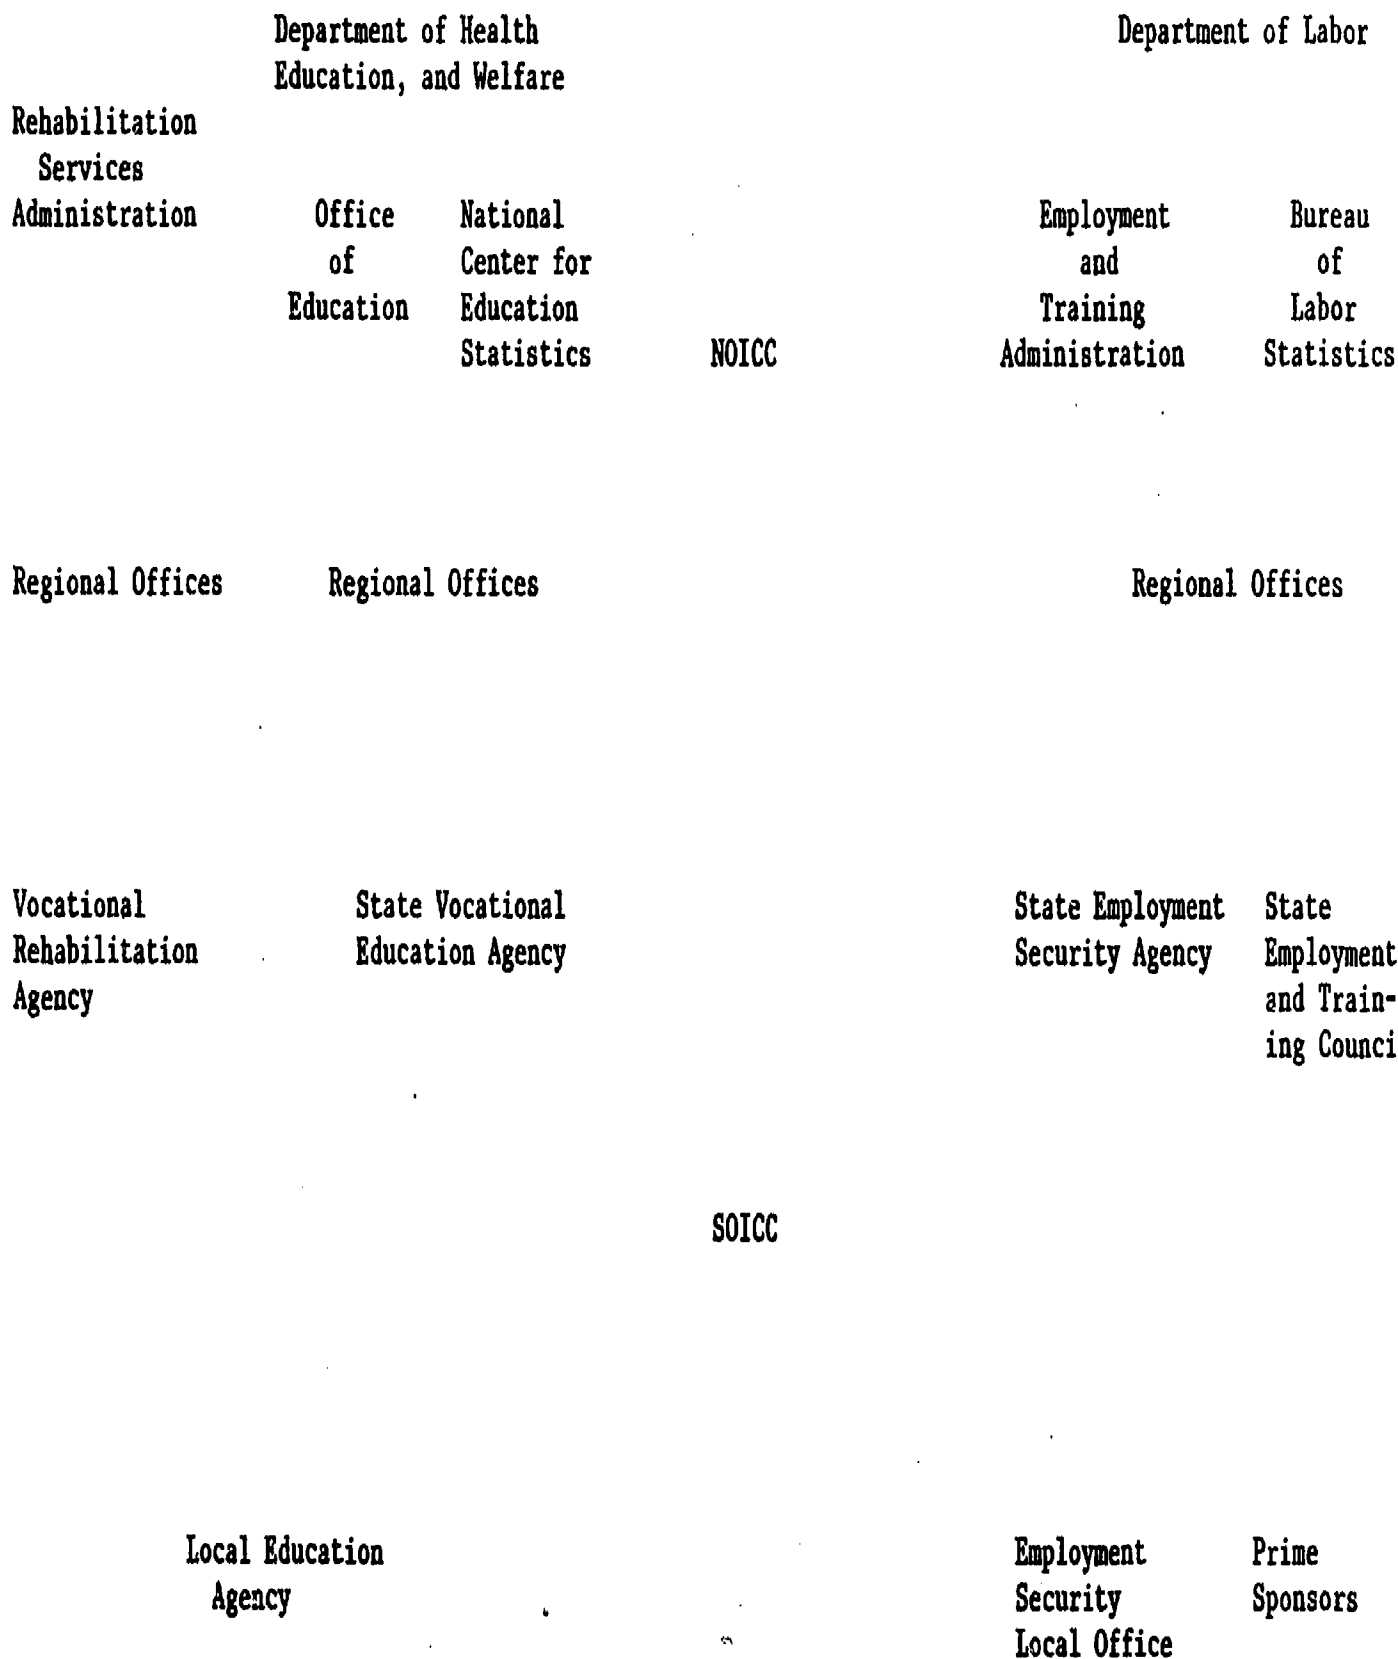 Department of Health
Education, and Welfare
Department of Labor
Rehabilitation
Services
Administration
Office
of
Education
National
Center for
Education
Statistics
NOICC
Employment
and
Training
Administration
Bureau
of
Labor
Statistics
Regional Offices
Regional Offices
Regional Offices
Vocational
Rehabilitation
Agency
State Vocational
Education Agency
State Employment
Security Agency
State
Employment
and Train-
ing Counci
SOICC
Local Education
Agency
Employment
Security
Local Office
Prime
Sponsors